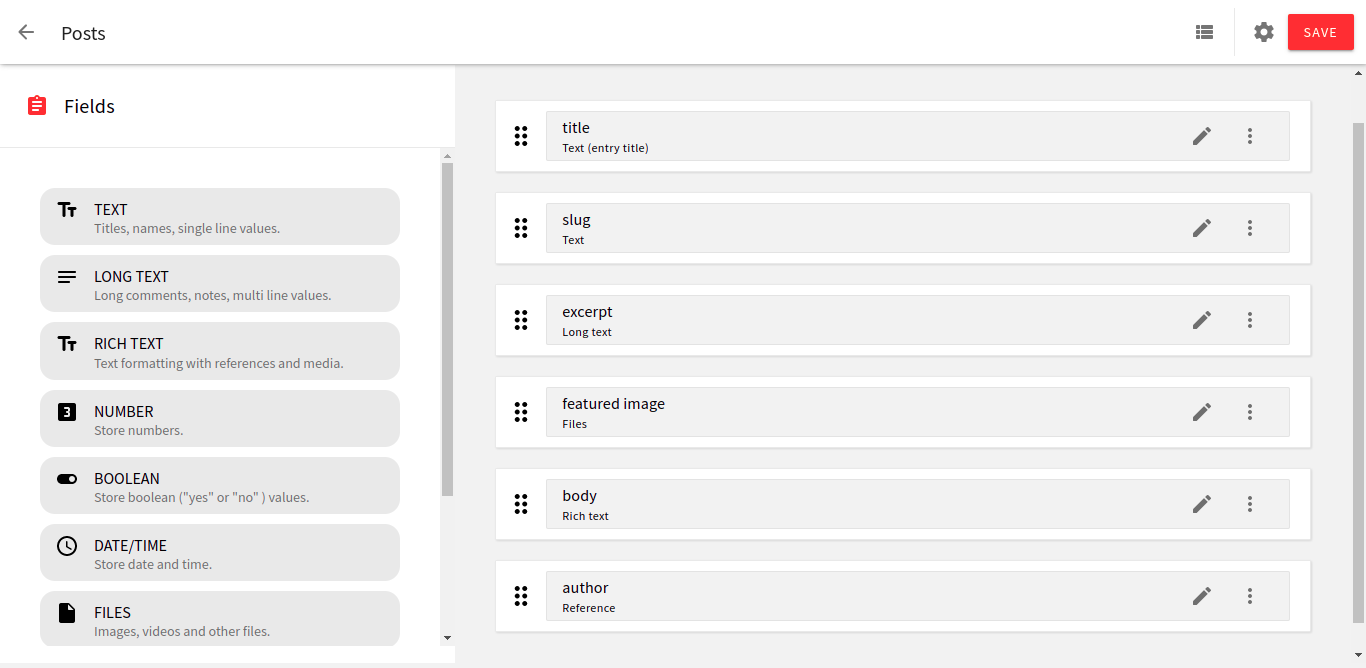 Posts
SAVE
Fields
TEXT
Titles, names, single line values.
LONG TEXT
Long comments, notes, multi line values.
RICH TEXT
Text formatting with references and media.
3
NUMBER
Store numbers.
BOOLEAN
Store boolean ("yes" or "no" ) values.
DATE/TIME
Store date and time.
FILES
Images, videos and other files.
title
Text (entry title)
slug
Text
excerpt
Long text
featured image
Files
body
Rich text
author
Reference